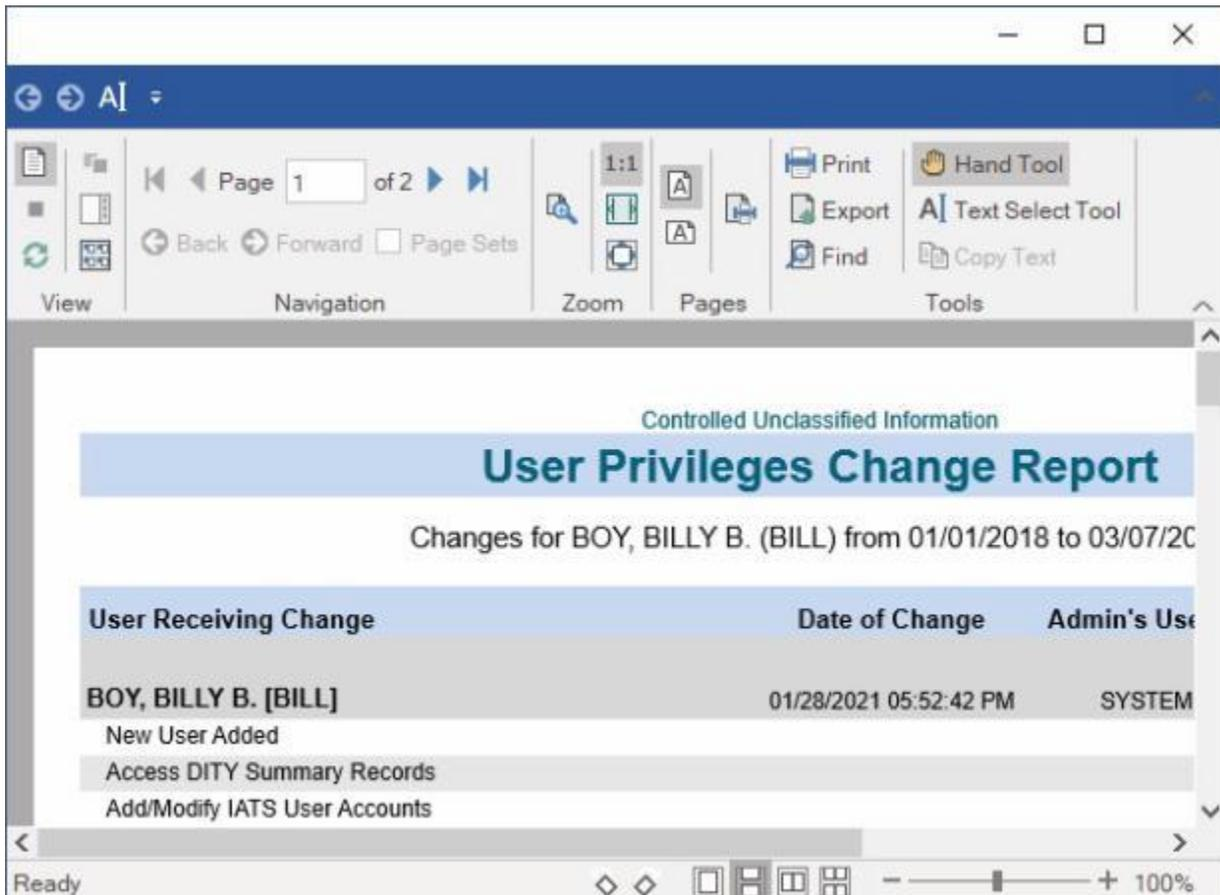 AI
Page 1 of 2
1:1
Print
Hand Tool
Export
AI Text Select Tool
Back
Forward
Page Sets
Find
Copy Text
View
Navigation
Zoom
Pages
Tools
Controlled Unclassified Information
User Privileges Change Report
Changes for BOY, BILLY B. (BILL) from 01/01/2018 to 03/07/20
User Receiving Change Date of Change Admin's Use
BOY, BILLY B. [BILL] 01/28/2021 05:52:42 PM SYSTEM
New User Added
Access DITY Summary Records
Add/Modify IATS User Accounts
Ready 100%